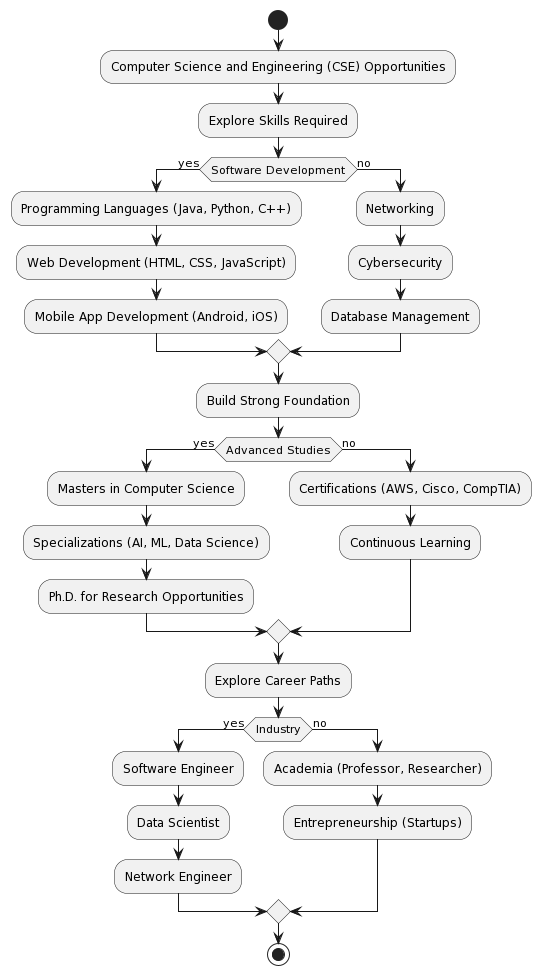 Computer Science and Engineering (CSE) Opportunities
Explore Skills Required
yes
Software Development
no
Programming Languages (Java, Python, C++)
Networking
Web Development (HTML, CSS, JavaScript)
Cybersecurity
Mobile App Development (Android, iOS)
Database Management
Build Strong Foundation
yes
Advanced Studies
no
Masters in Computer Science
Certifications (AWS, Cisco, CompTIA)
Specializations (AI, ML, Data Science)
Continuous Learning
Ph.D. for Research Opportunities
Explore Career Paths
yes
Industry
no
Software Engineer
Academia (Professor, Researcher)
Data Scientist
Entrepreneurship (Startups)
Network Engineer